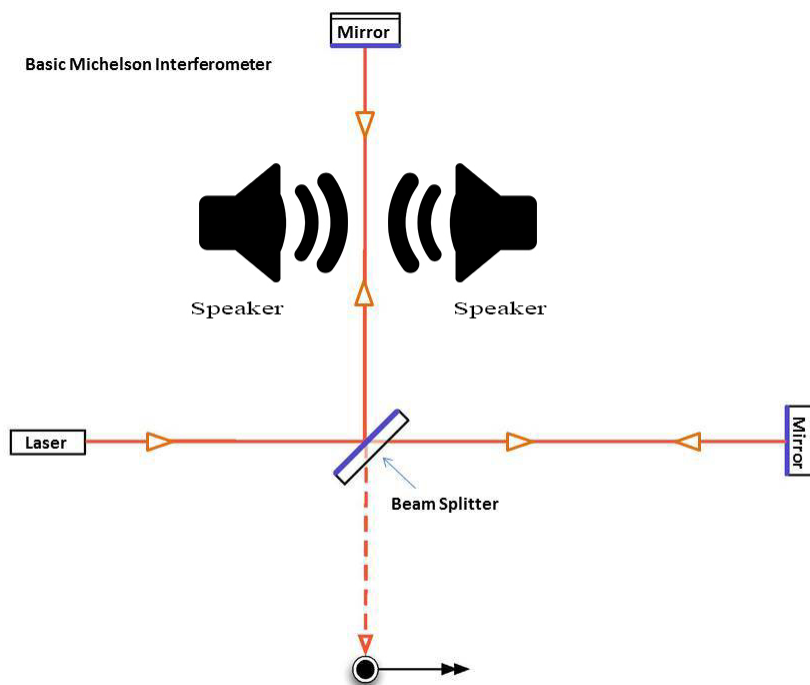 Mirror
Basic Michelson Interferometer
Speaker
Speaker
Laser
Mirror
Beam Splitter